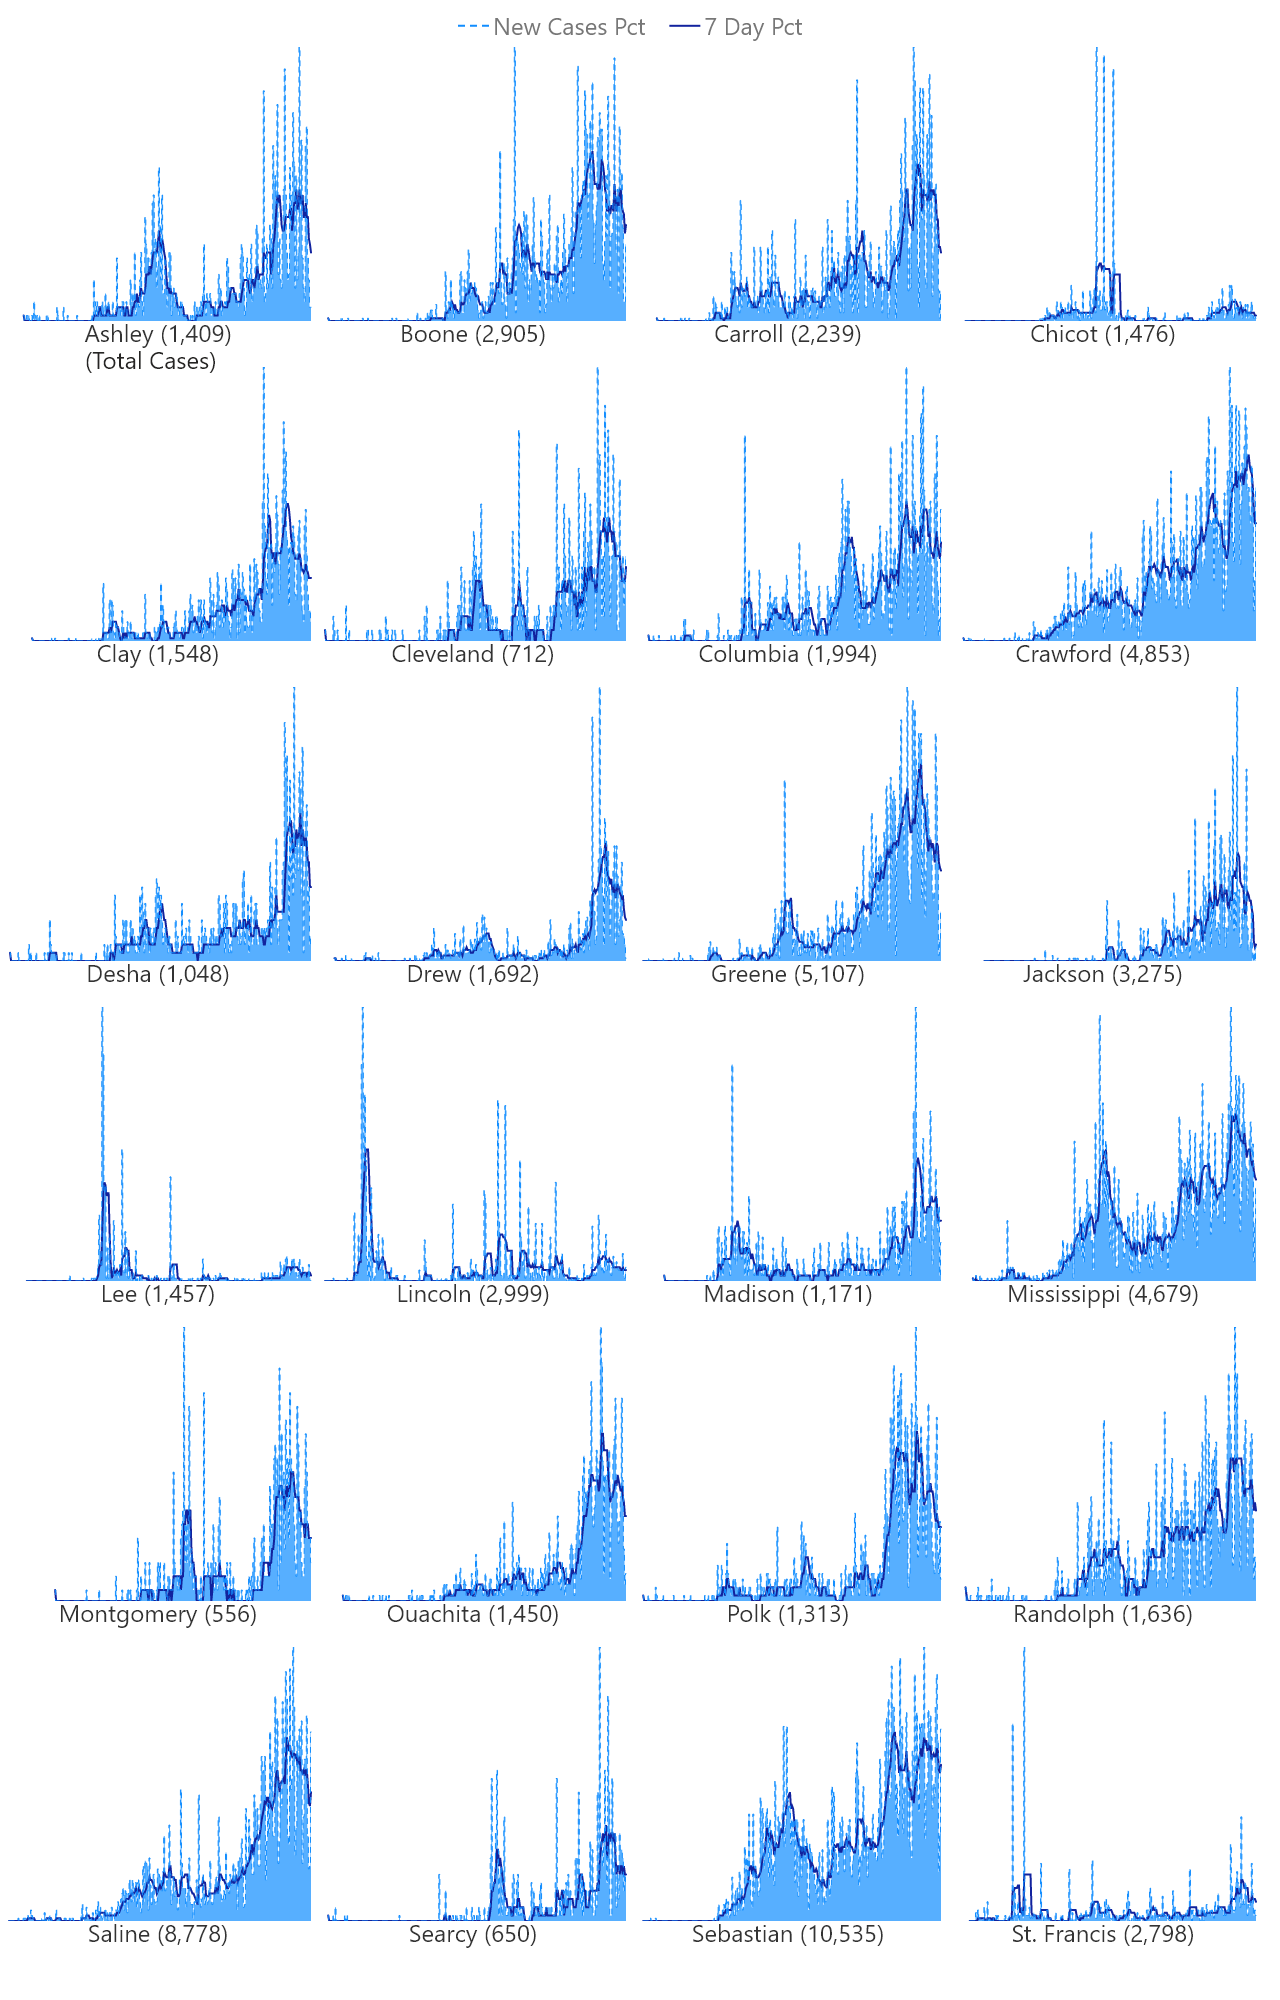 New Cases Pct 7 Day Pct
Ashley (1,409) Boone (2,905) Carroll (2,239) Chicot (1,476)
(Total Cases)
Clay (1,548) Cleveland (712) Columbia (1,994) Crawford (4,853)
Desha (1,048) Drew (1,692) Greene (5,107) Jackson (3,275)
Lee (1,457) Lincoln (2,999) Madison (1,171) Mississippi (4,679)
Montgomery (556) Ouachita (1,450) Polk (1,313) Randolph (1,636)
Saline (8,778) Searcy (650) Sebastian (10,535) St. Francis (2,798)